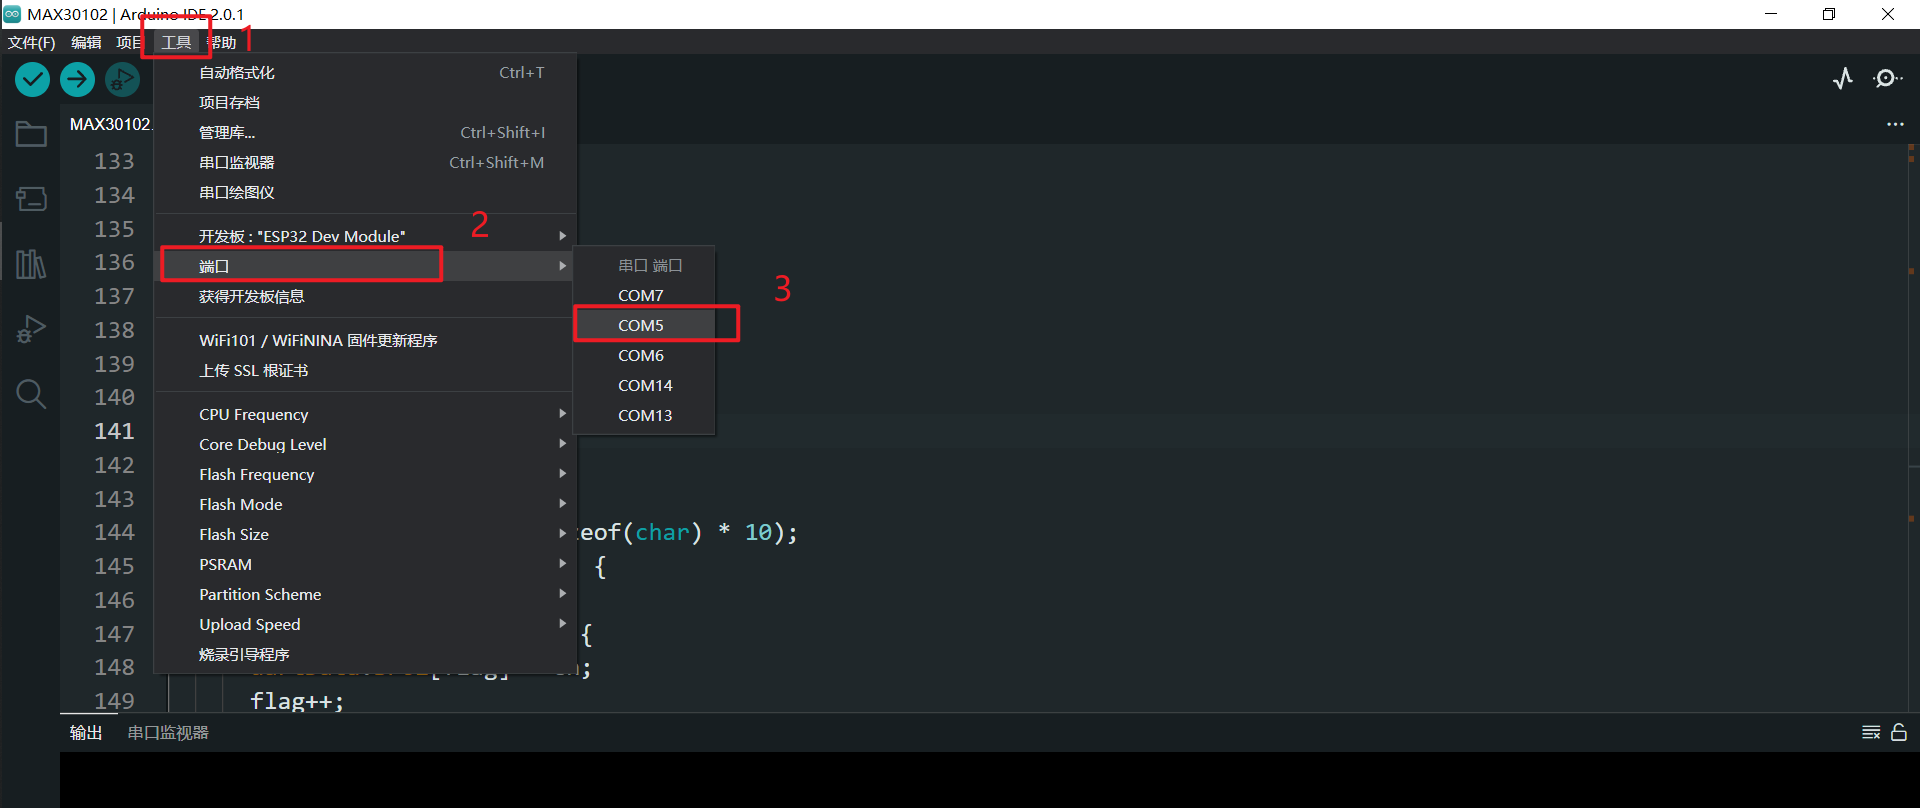 MAX30102 | Arduino IDE 2.0.1
文件(F) 编辑 项目 工具 帮助 1
MAX30102.
自动格式化 Ctrl+T
项目存档
管理库... Ctrl+Shift+I
串口监视器 Ctrl+Shift+M
串口绘图仪
2
开发板 : "ESP32 Dev Module"
端口
获得开发板信息
WiFi101 / WiFiNINA 固件更新程序
上传 SSL 根证书
CPU Frequency
Core Debug Level
Flash Frequency
Flash Mode
Flash Size
PSRAM
Partition Scheme
Upload Speed
烧录引导程序
串口 端口
3
COM7
COM5
COM6
COM14
COM13
133
134
135
136
137
138
139
140
141
142
143
144 eof(char) * 10);
145 {
146
147 {
148 ;
149 flag++;
输出 串口监视器